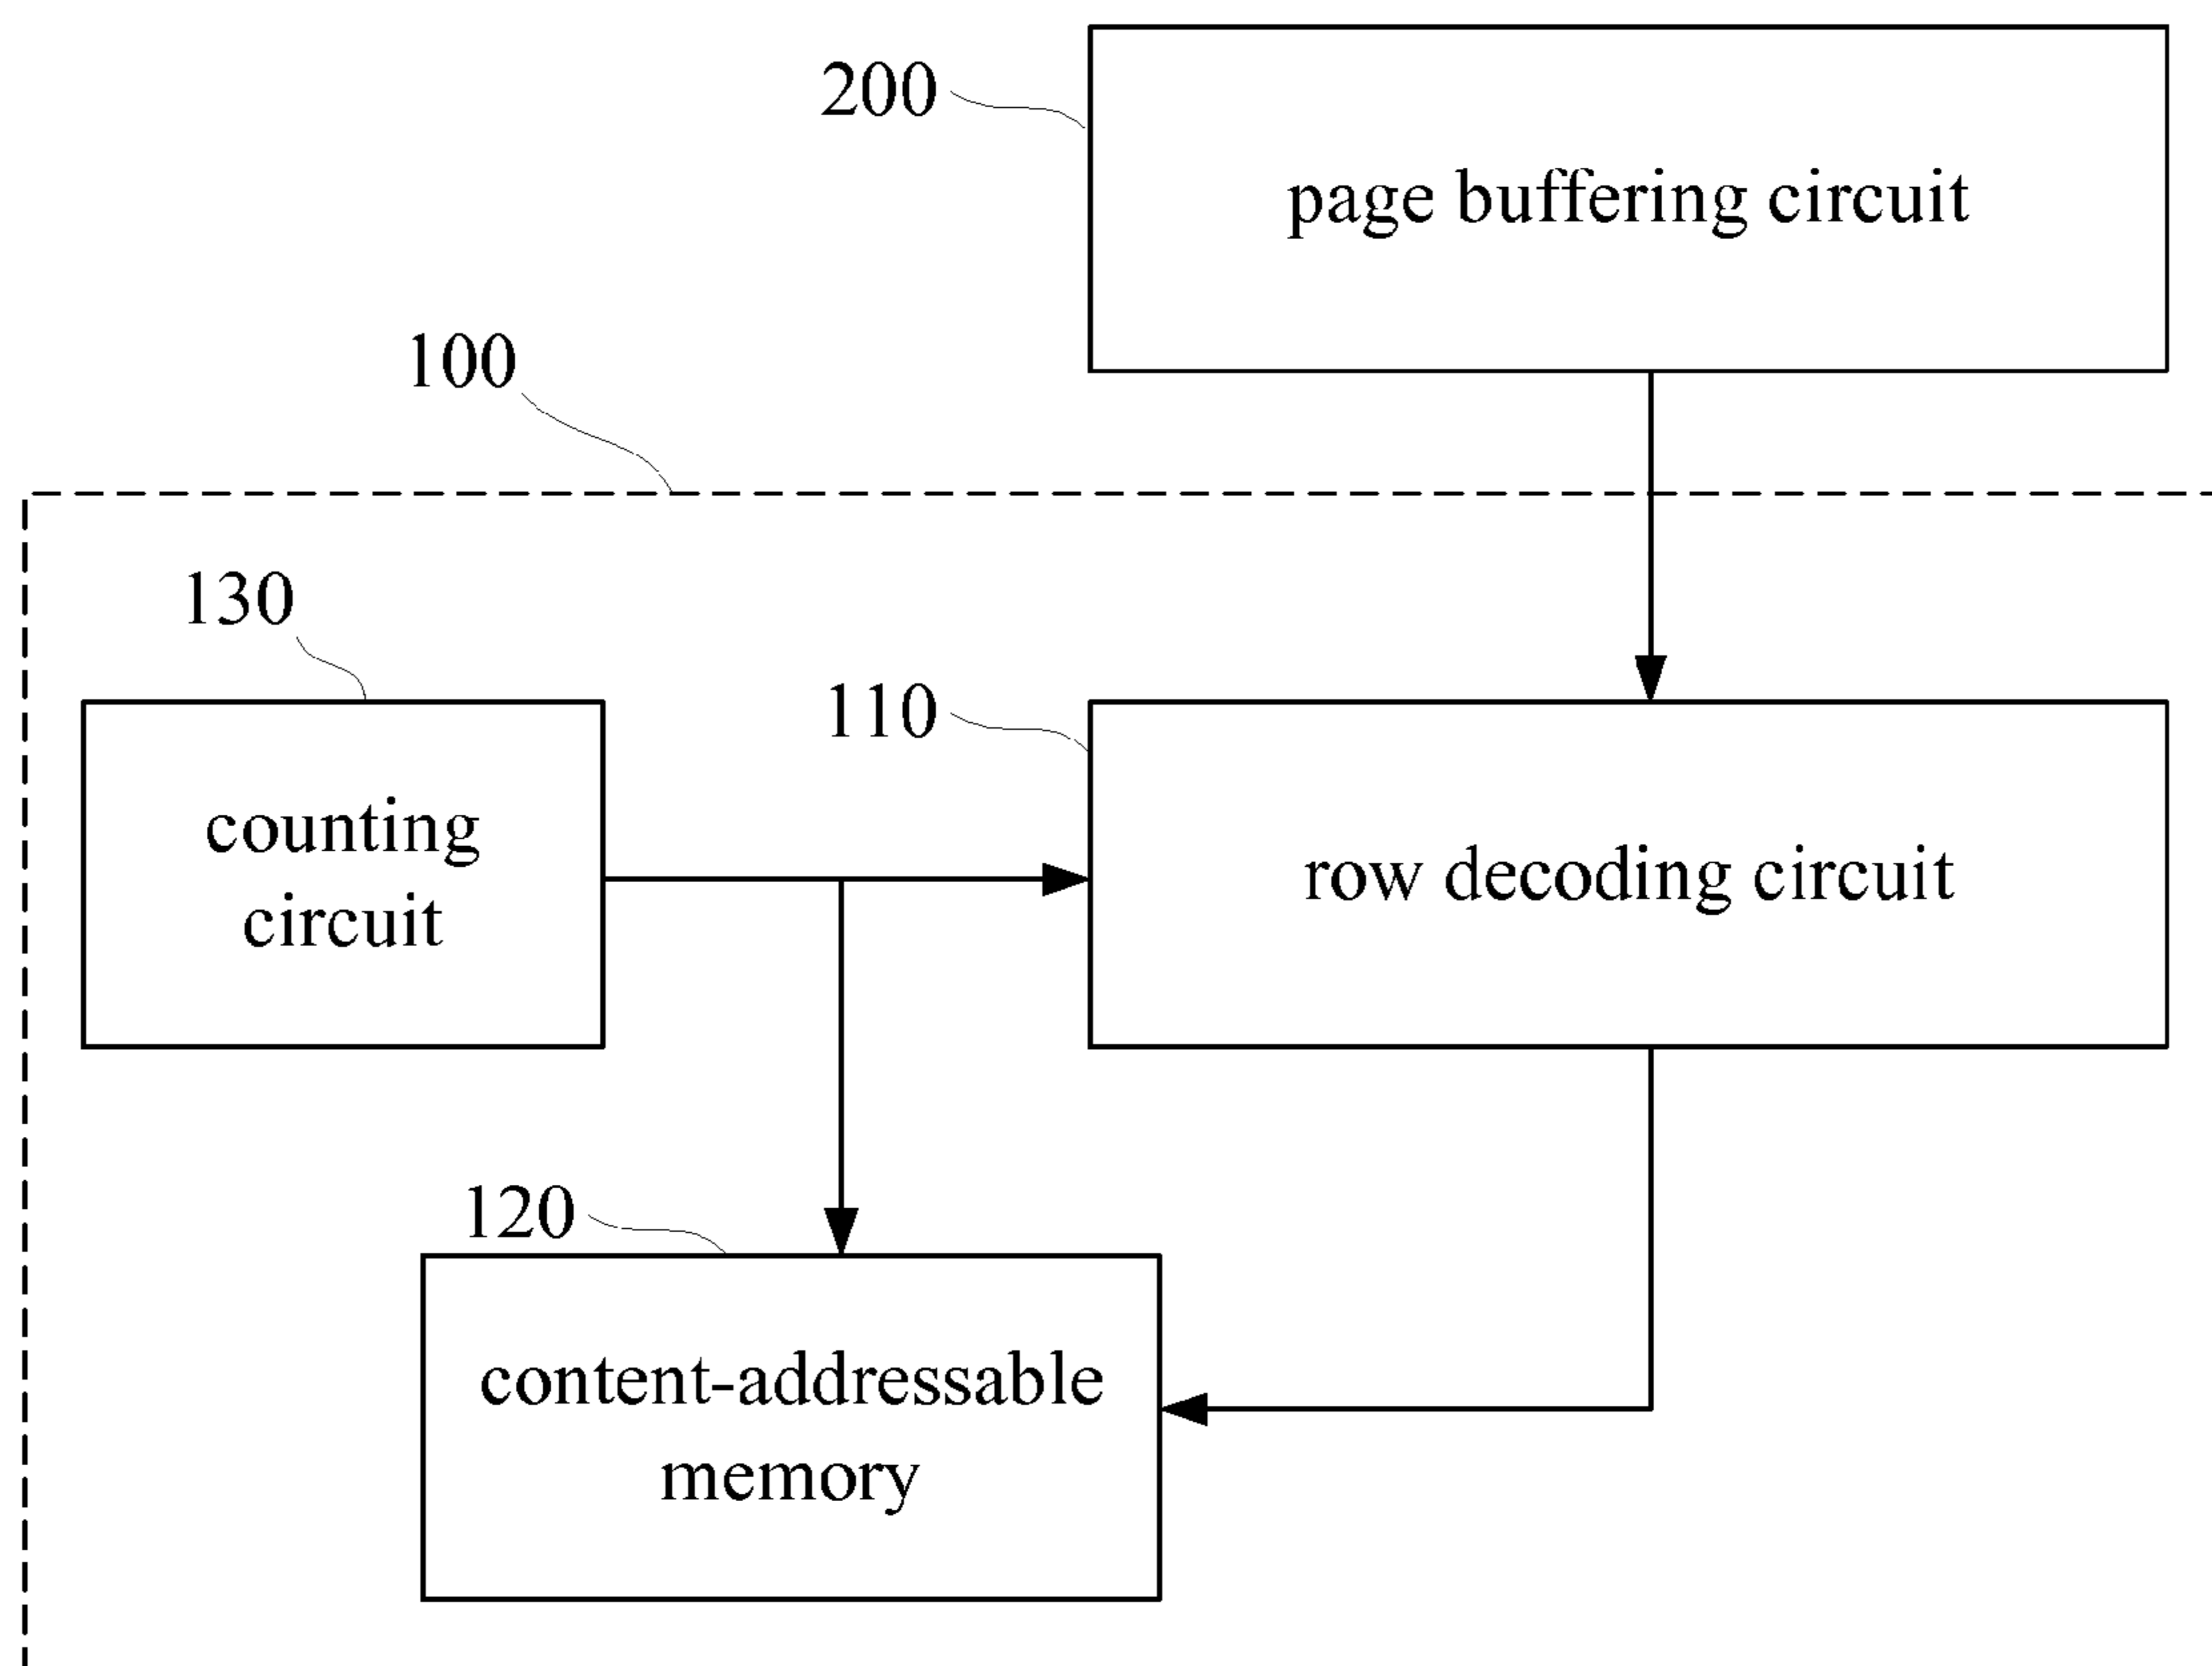 200
page buffering circuit
100
130
110
counting
circuit
row decoding circuit
120
content-addressable
memory